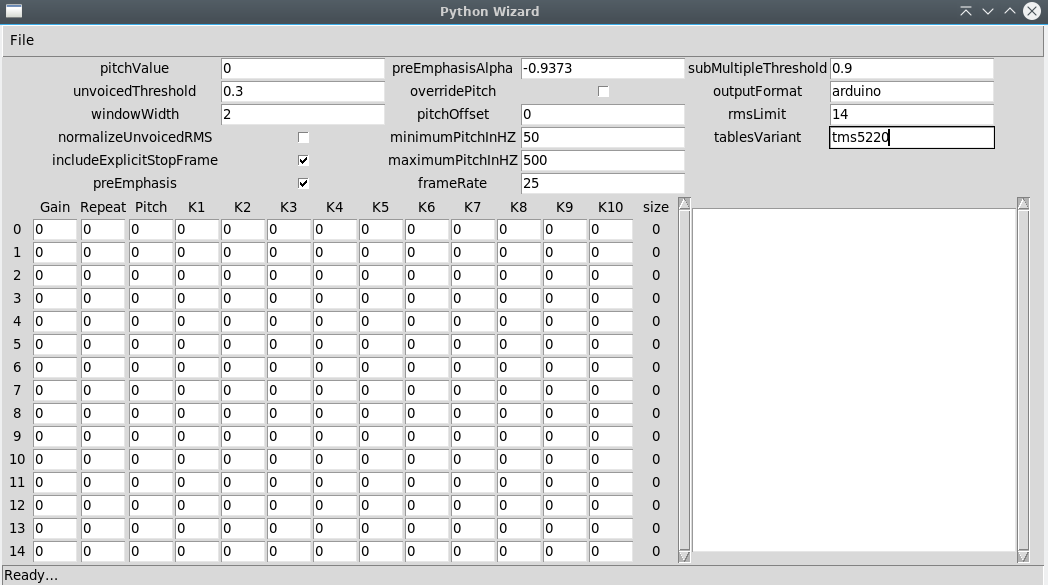 Python Wizard
File
pitchValue 0 preEmphasisAlpha -0.9373 subMultipleThreshold 0.9
unvoicedThreshold 0.3 overridePitch outputFormat arduino
windowWidth 2 pitchOffset 0 rmsLimit 14
normalizeUnvoicedRMS minimumPitchInHZ 50 tablesVariant tms5220
includeExplicitStopFrame maximumPitchInHZ 500
preEmphasis frameRate 25
Gain Repeat Pitch K1 K2 K3 K4 K5 K6 K7 K8 K9 K10 size
0 0 0 0 0 0 0 0 0 0 0 0 0 0 0
1 0 0 0 0 0 0 0 0 0 0 0 0 0 0
2 0 0 0 0 0 0 0 0 0 0 0 0 0 0
3 0 0 0 0 0 0 0 0 0 0 0 0 0 0
4 0 0 0 0 0 0 0 0 0 0 0 0 0 0
5 0 0 0 0 0 0 0 0 0 0 0 0 0 0
6 0 0 0 0 0 0 0 0 0 0 0 0 0 0
7 0 0 0 0 0 0 0 0 0 0 0 0 0 0
8 0 0 0 0 0 0 0 0 0 0 0 0 0 0
9 0 0 0 0 0 0 0 0 0 0 0 0 0 0
10 0 0 0 0 0 0 0 0 0 0 0 0 0 0
11 0 0 0 0 0 0 0 0 0 0 0 0 0 0
12 0 0 0 0 0 0 0 0 0 0 0 0 0 0
13 0 0 0 0 0 0 0 0 0 0 0 0 0 0
14 0 0 0 0 0 0 0 0 0 0 0 0 0 0
Ready...